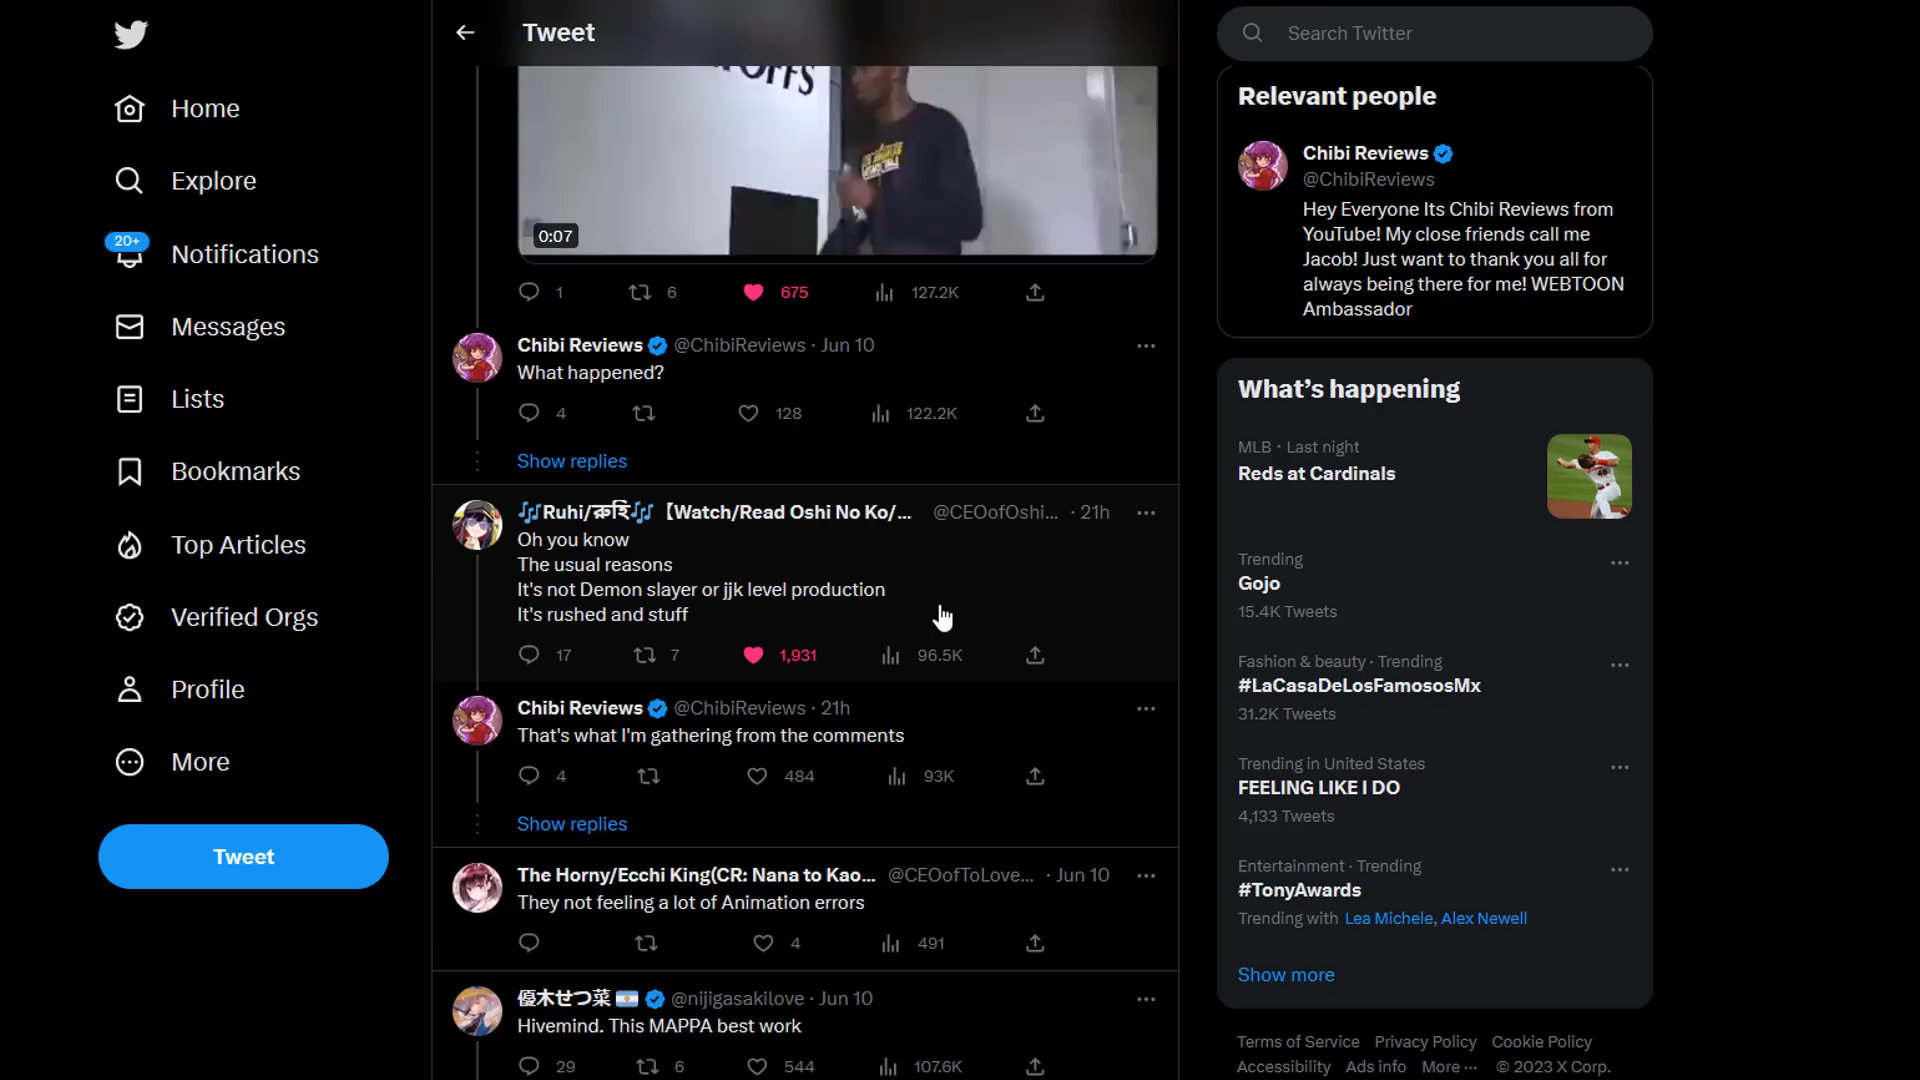 Home
Explore
20+
Notifications
Messages
Lists
Bookmarks
Top Articles
Verified Orgs
Profile
More
Tweet
Tweet
0:07
1 6 675 127.2K
Chibi Reviews @ChibiReviews · Jun 10
What happened?
4 128 122.2K
Show replies
🎶Ruhi/রুহি🎶【Watch/Read Oshi No Ko/... @CEOofOshi... · 21h
Oh you know
The usual reasons
It's not Demon slayer or jjk level production
It's rushed and stuff
17 7 1,931 96.5K
Chibi Reviews @ChibiReviews · 21h
That's what I'm gathering from the comments
4 484 93K
Show replies
The Horny/Ecchi King(CR: Nana to Kao... @CEOofToLove... · Jun 10
They not feeling a lot of Animation errors
4 491
優木せつ菜 🇦🇷 @nijigasakilove · Jun 10
Hivemind. This MAPPA best work
29 6 544 107.6K
Search Twitter
Relevant people
Chibi Reviews
@ChibiReviews
Hey Everyone Its Chibi Reviews from
YouTube! My close friends call me
Jacob! Just want to thank you all for
always being there for me! WEBTOON
Ambassador
What's happening
MLB · Last night
Reds at Cardinals
Trending
Gojo
15.4K Tweets
Fashion & beauty · Trending
#LaCasaDeLosFamososMx
31.2K Tweets
Trending in United States
FEELING LIKE I DO
4,133 Tweets
Entertainment · Trending
#TonyAwards
Trending with Lea Michele, Alex Newell
Show more
Terms of Service Privacy Policy Cookie Policy
Accessibility Ads info More ··· © 2023 X Corp.